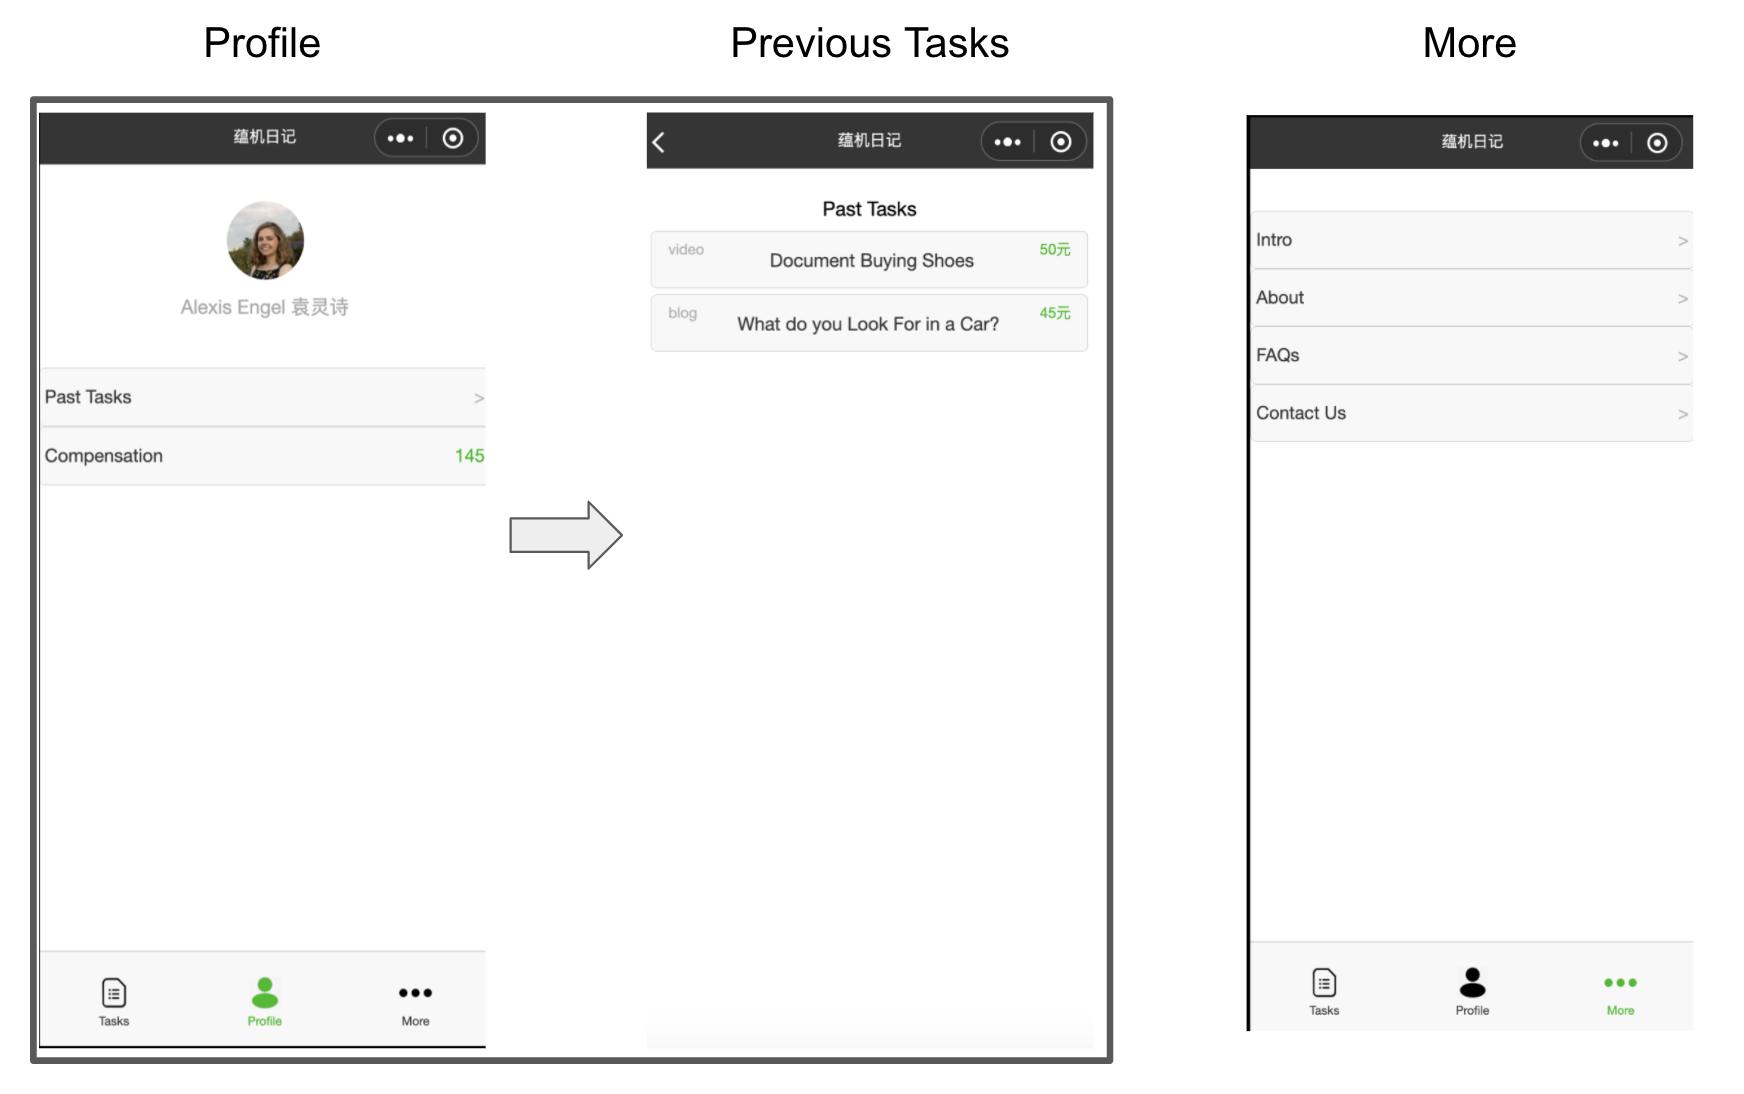 Profile
Previous Tasks
More
蕴机日记
Alexis Engel 袁灵诗
Past Tasks >
Compensation 145
Tasks
Profile
More
蕴机日记
Past Tasks
video
Document Buying Shoes
50元
blog
What do you Look For in a Car?
45元
蕴机日记
Intro >
About >
FAQs >
Contact Us >
Tasks
Profile
More